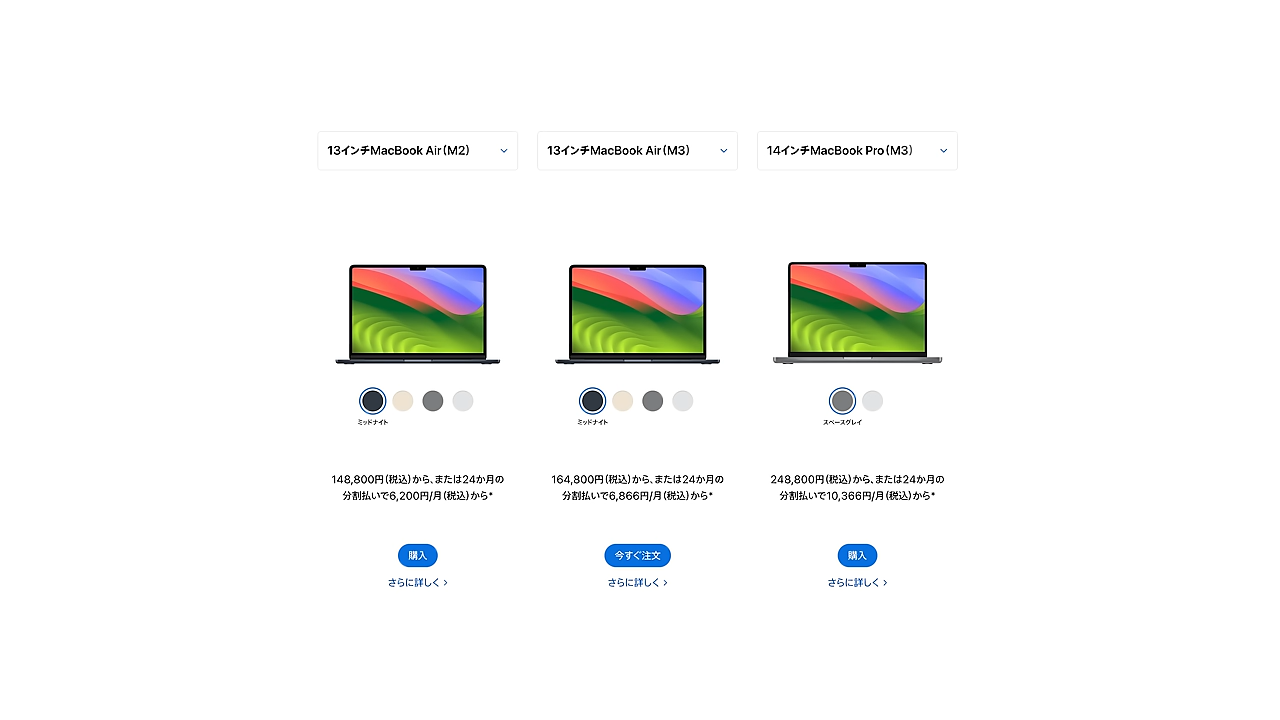 13インチMacBook Air（M2）
13インチMacBook Air（M3）
14インチMacBook Pro（M3）
ミッドナイト
ミッドナイト
スペースグレイ
148,800円（税込）から、または24か月の
分割払いで6,200円/月（税込）から*
164,800円（税込）から、または24か月の
分割払いで6,866円/月（税込）から*
248,800円（税込）から、または24か月の
分割払いで10,366円/月（税込）から*
購入
今すぐ注文
購入
さらに詳しく >
さらに詳しく >
さらに詳しく >